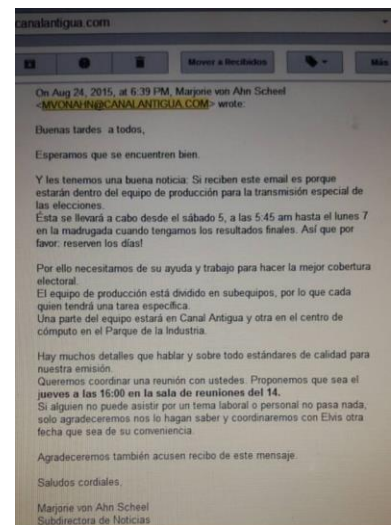 canalantigua.com
Mover a Recibidos
Más
On Aug 24, 2015, at 6:39 PM, Marjorie von Ahn Scheel
<MVONAHN@CANALANTIGUA.COM> wrote:
Buenas tardes a todos,
Esperamos que se encuentren bien.
Y les tenemos una buena noticia: Si reciben este email es porque
estarán dentro del equipo de producción para la transmisión especial de
las elecciones.
Ésta se llevará a cabo desde el sábado 5, a las 5:45 am hasta el lunes 7
en la madrugada cuando tengamos los resultados finales. Así que por
favor: reserven los días!
Por ello necesitamos de su ayuda y trabajo para hacer la mejor cobertura
electoral.
El equipo de producción está dividido en subequipos, por lo que cada
quien tendrá una tarea específica.
Una parte del equipo estará en Canal Antigua y otra en el centro de
cómputo en el Parque de la Industria.
Hay muchos detalles que hablar y sobre todo estándares de calidad para
nuestra emisión.
Queremos coordinar una reunión con ustedes. Proponemos que sea el
jueves a las 16:00 en la sala de reuniones del 14.
Si alguien no puede asistir por un tema laboral o personal no pasa nada,
solo agradeceremos nos lo hagan saber y coordinaremos con Elvis otra
fecha que sea de su conveniencia.
Agradeceremos también acusen recibo de este mensaje.
Saludos cordiales,
Marjorie von Ahn Scheel
Subdirectora de Noticias